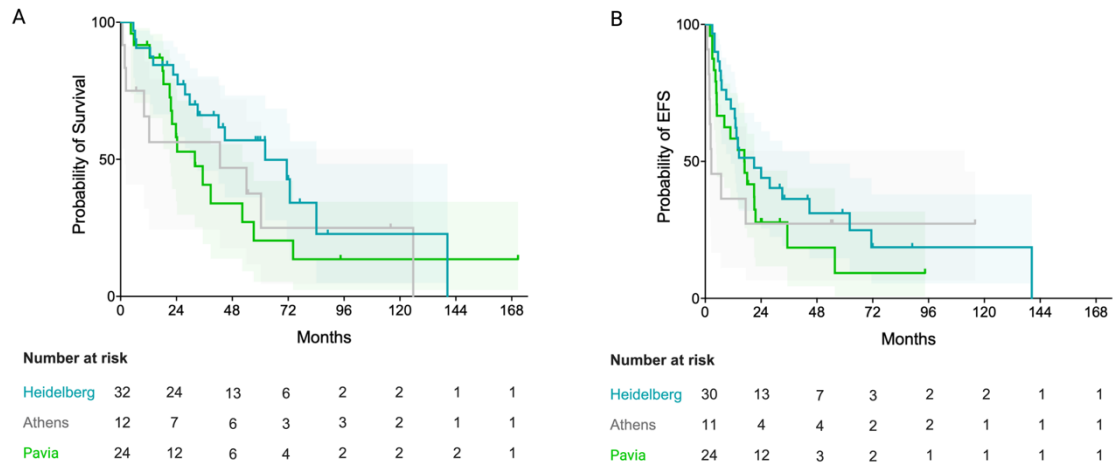 A
100
50
0
Probability of Survival
0 24 48 72 96 120 144 168
Months
Number at risk
Heidelberg 32 24 13 6 2 2 1 1
Athens 12 7 6 3 3 2 1 1
Pavia 24 12 6 4 2 2 2 1
B
100
50
0
Probability of EFS
0 24 48 72 96 120 144 168
Months
Number at risk
Heidelberg 30 13 7 3 2 2 1 1
Athens 11 4 4 2 2 1 1 1
Pavia 24 12 3 2 1 1 1 1